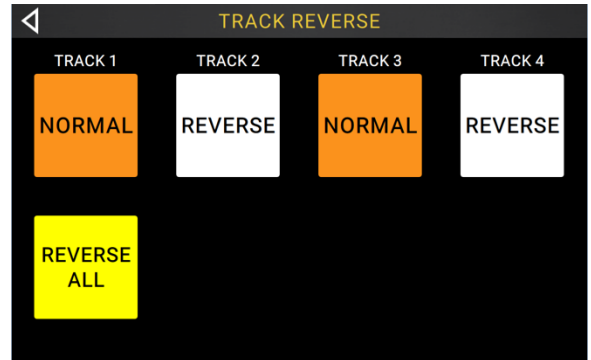 TRACK REVERSE
TRACK 1 TRACK 2 TRACK 3 TRACK 4
NORMAL REVERSE NORMAL REVERSE
REVERSE
ALL